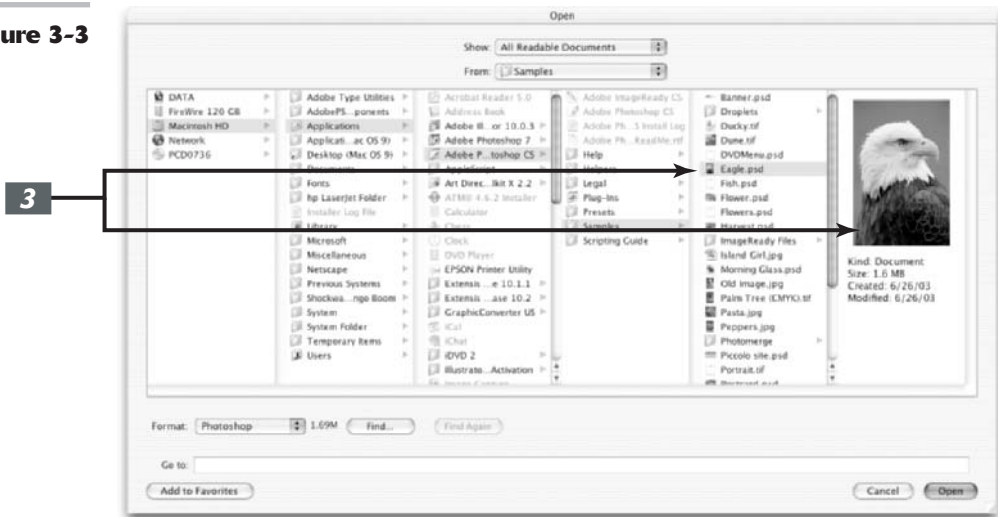 ure 3-3
Open
Show: All Readable Documents
From: Samples
DATA
FireWire 120 GB
Macintosh HD
Network
PCD0736
Adobe Type Utilities
AdobePS...ponents
Applications
Applicati...ac OS 9)
Desktop (Mac OS 9)
Documents
Fonts
hp LaserJet Folder
Installer Log File
Library
Microsoft
Miscellaneous
Netscape
Previous Systems
Shockwa...ngo Room
System
System Folder
Temporary Items
Users
Acrobat Reader 5.0
Address Book
Adobe Ill...or 10.0.3
Adobe Photoshop 7
Adobe P...toshop CS
AppleScript
Art Direc...lkit X 2.2
ATM® 4.6.2 Installer
Calculator
Chess
Clock
DVD Player
EPSON Printer Utility
Extensis ...e 10.1.1
Extensis ...ase 10.2
GraphicConverter US
iCal
iChat
iDVD 2
Illustrato...Activation
Image Capture
Adobe ImageReady CS
Adobe Photoshop CS
Adobe Ph...S Install Log
Adobe Ph...ReadMe.rtf
Help
Helpers
Legal
Plug-Ins
Presets
Samples
Scripting Guide
Banner.psd
Droplets
Ducky.tif
Dune.tif
DVDMenu.psd
Eagle.psd
Fish.psd
Flower.psd
Flowers.psd
Harvest.psd
ImageReady Files
Island Girl.jpg
Morning Glass.psd
Old Image.jpg
Palm Tree (CMYK).tif
Pasta.jpg
Peppers.jpg
Photomerge
Piccolo site.psd
Portrait.tif
Kind: Document
Size: 1.6 MB
Created: 6/26/03
Modified: 6/26/03
3
Format: Photoshop 1.69M Find... Find Again
Go to:
Add to Favorites Cancel Open